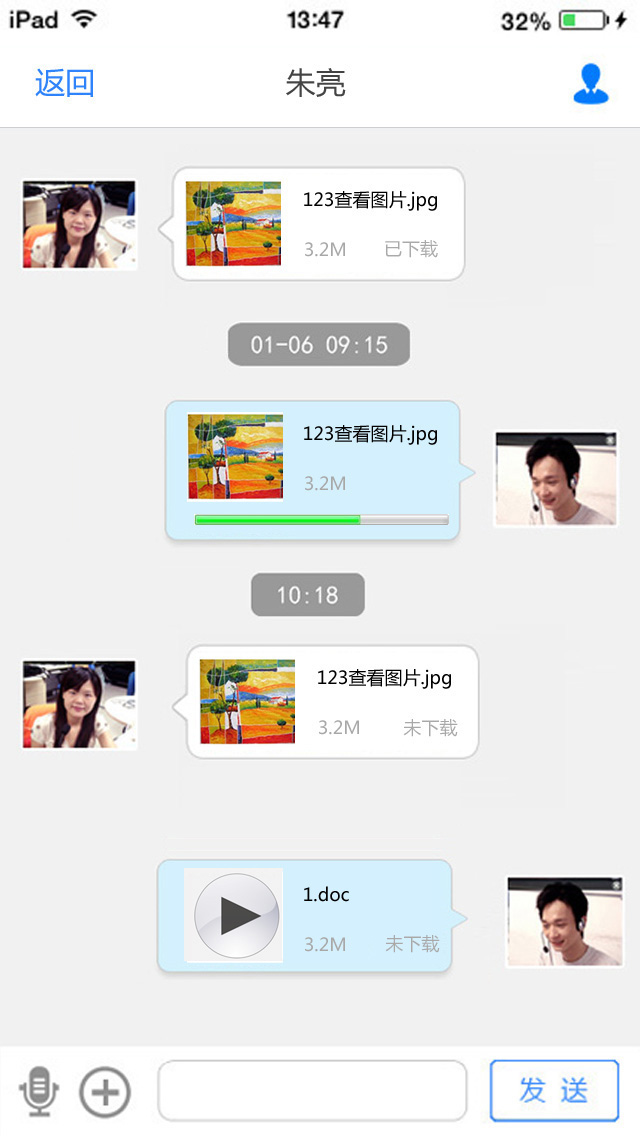 iPad 13:47 32%
返回 朱亮
123查看图片.jpg
3.2M 已下载
01-06 09:15
123查看图片.jpg
3.2M
10:18
123查看图片.jpg
3.2M 未下载
1.doc
3.2M 未下载
发 送